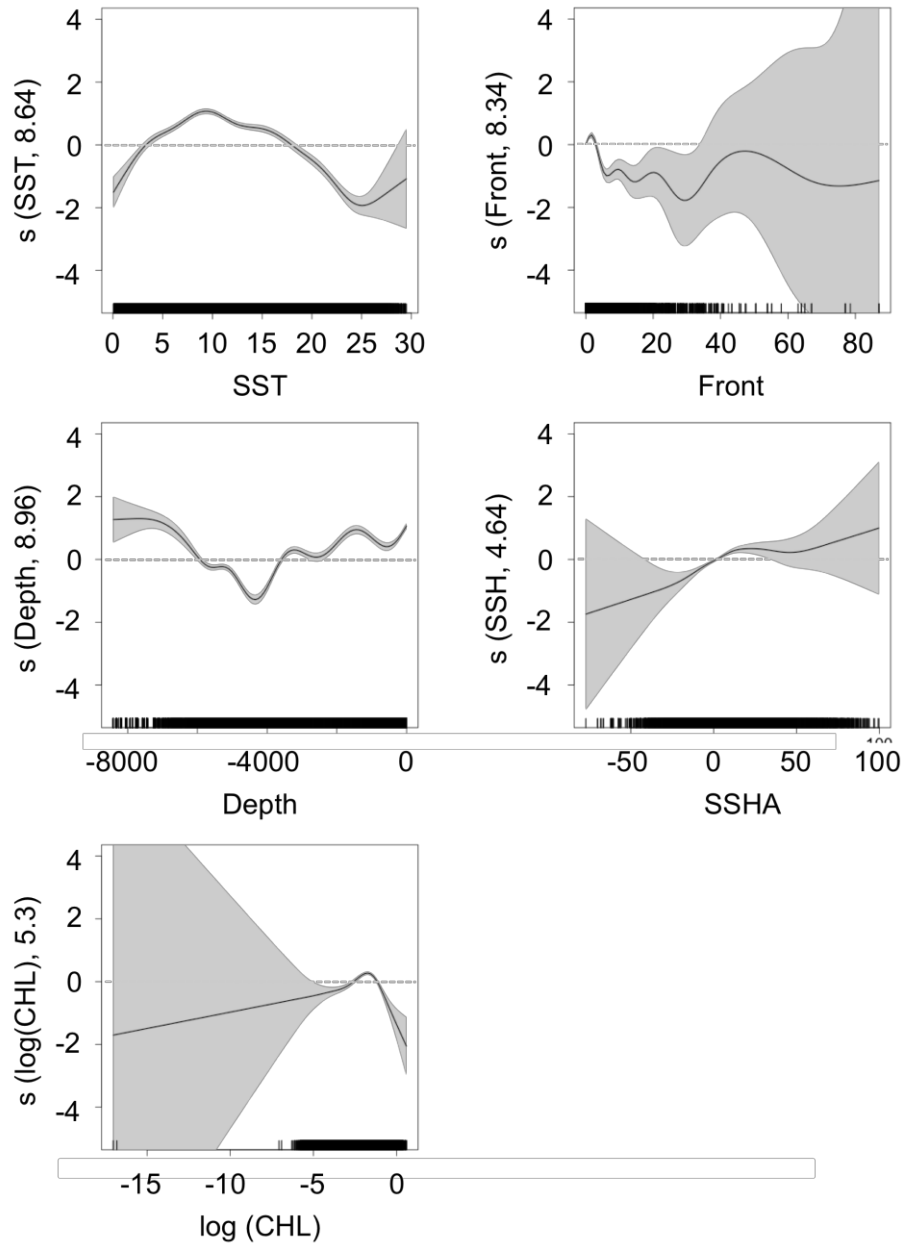 4
2
0
-2
-4
s (SST, 8.64)
0 5 10 15 20 25 30
SST
4
2
0
-2
-4
s (Front, 8.34)
0 20 40 60 80
Front
4
2
0
-2
-4
s (Depth, 8.96)
-8000 -4000 0
Depth
4
2
0
-2
-4
s (SSH, 4.64)
-50 0 50 100
SSHA
4
2
0
-2
-4
s (log(CHL), 5.3)
-15 -10 -5 0
log (CHL)